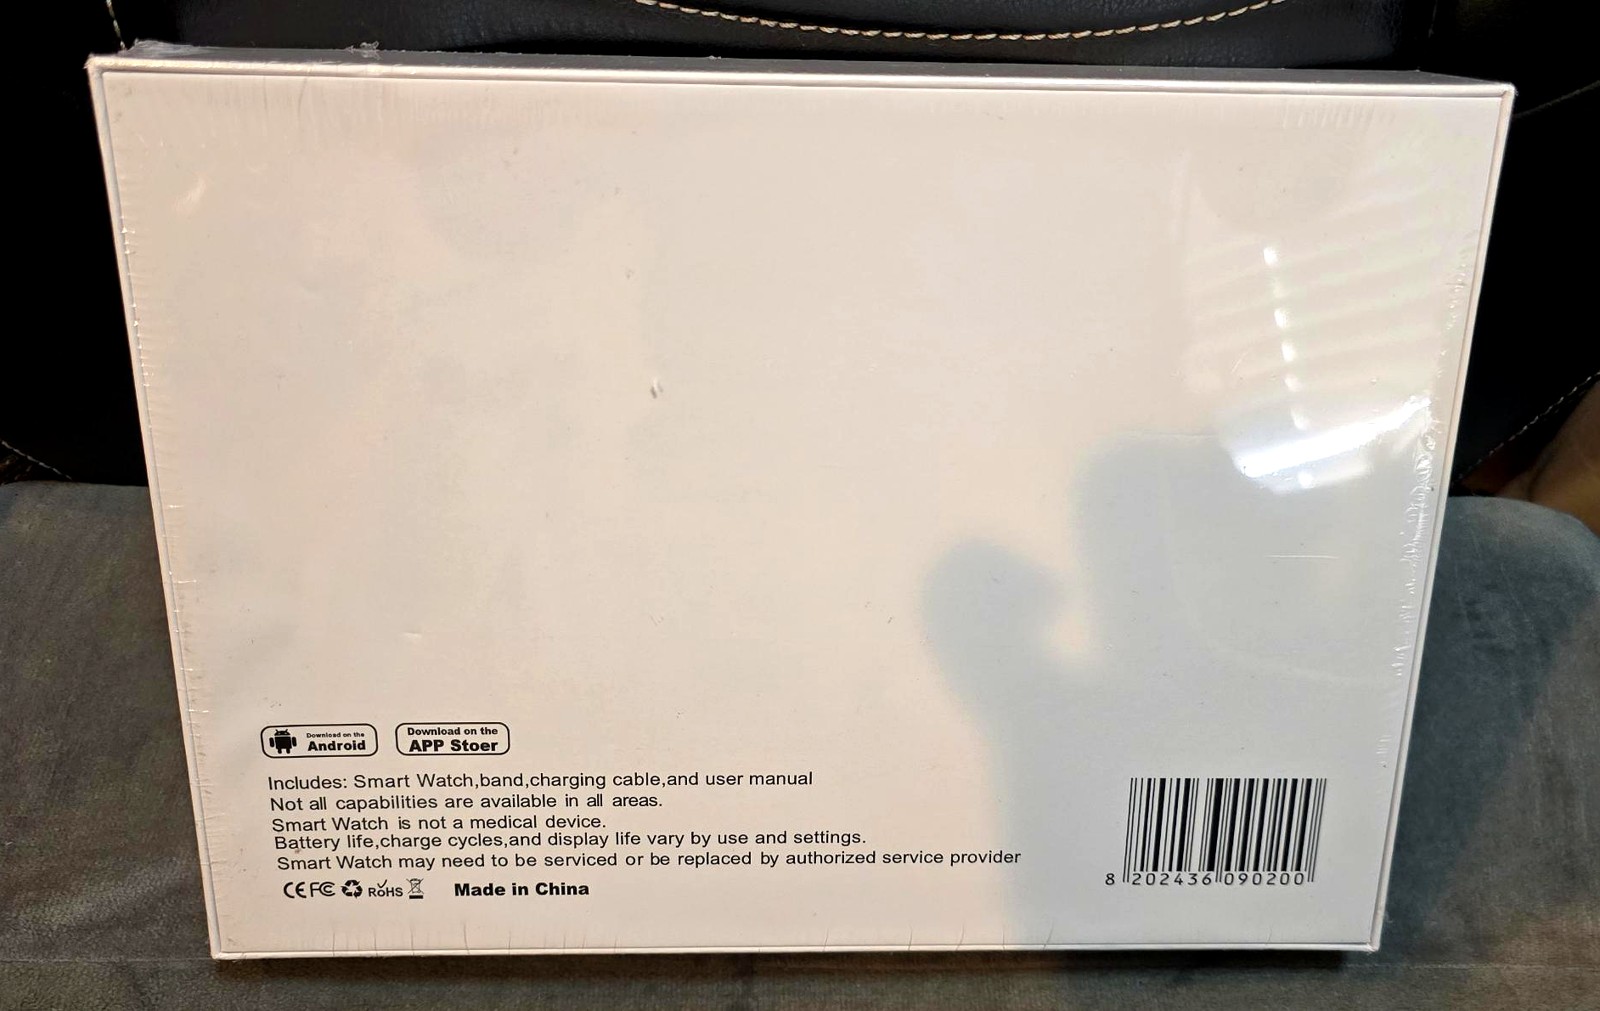 Download on the
Android
Download on the
APP Stoer
Includes: Smart Watch,band,charging cable,and user manual
Not all capabilities are available in all areas.
Smart Watch is not a medical device.
Battery life,charge cycles,and display life vary by use and settings.
Smart Watch may need to be serviced or be replaced by authorized service provider
CE FC RoHS Made in China
8 202436 090200